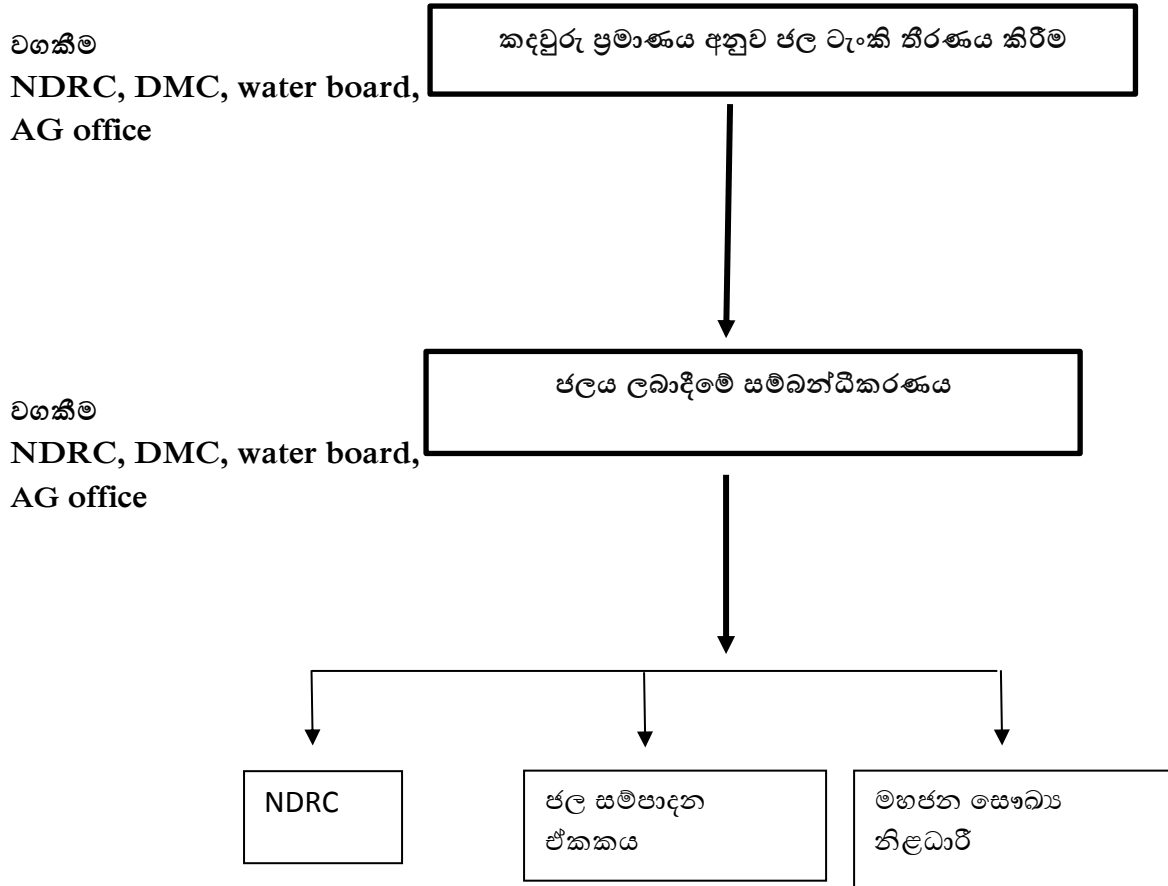 වගකීම
NDRC, DMC, water board,
AG office
කඳවුරු ප්‍රමාණය අනුව ජල ටැංකි තීරණය කිරීම
වගකීම
NDRC, DMC, water board,
AG office
ජලය ලබාදීමේ සම්බන්ධීකරණය
NDRC
ජල සම්පාදන
ඒකකය
මහජන සෞඛ්‍ය
නිළධාරී